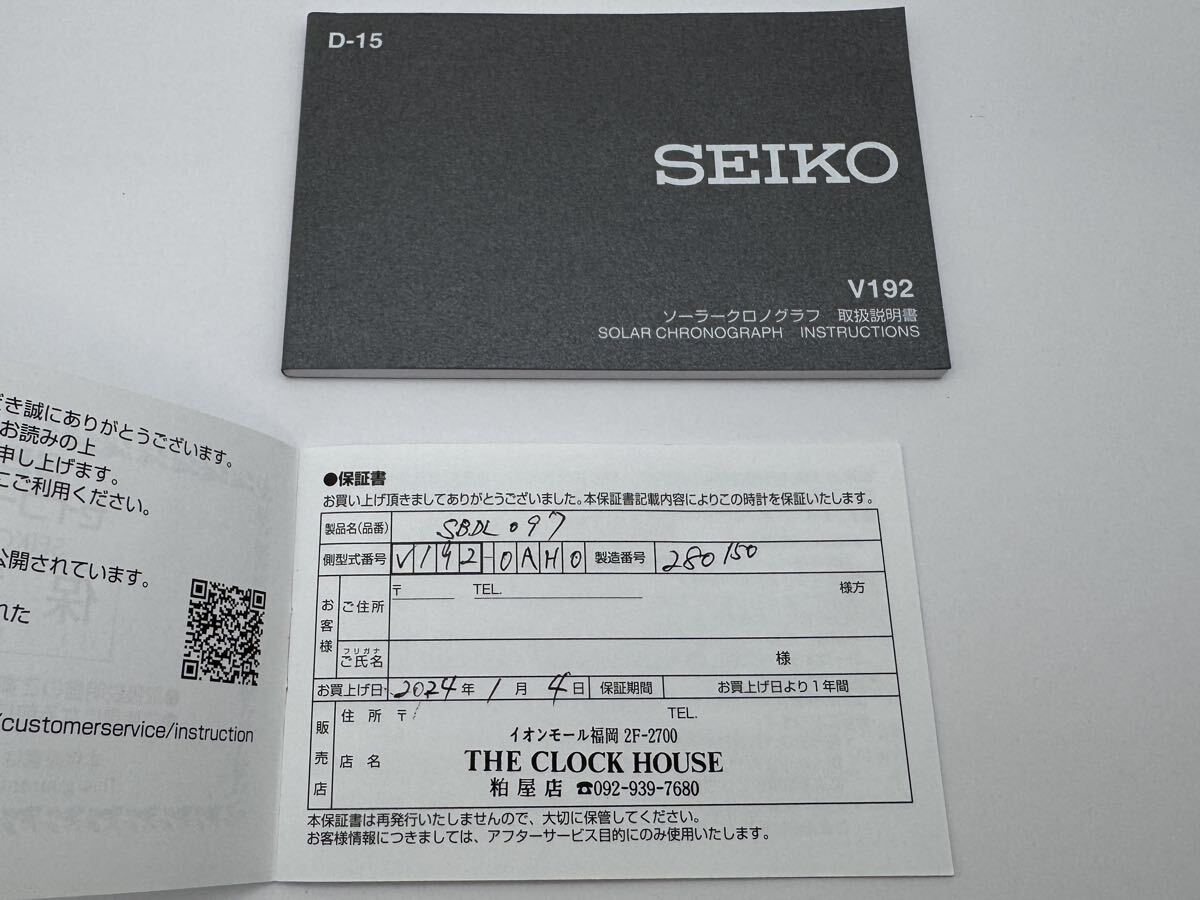 D-15
SEIKO
V192
ソーラークロノグラフ 取扱説明書
SOLAR CHRONOGRAPH INSTRUCTIONS
だき誠にありがとうございます。
お読みの上
申し上げます。
ご利用ください。
公開されています。
れた
/customerservice/instruction
●保証書
お買い上げ頂きましてありがとうございました。本保証書記載内容によりこの時計を保証いたします。
製品名(品番) SBDL097
側型式番号 V192-0AH0 製造番号 280150
お客様
ご住所 〒 TEL. 様方
フリガナ
ご氏名 様
お買上げ日 2024年 1月 4日 保証期間 お買上げ日より1年間
販売店
住所 〒 TEL.
イオンモール福岡 2F-2700
店名 THE CLOCK HOUSE
粕屋店 ☎092-939-7680
本保証書は再発行いたしませんので、大切に保管してください。
お客様情報につきましては、アフターサービス目的にのみ使用いたします。